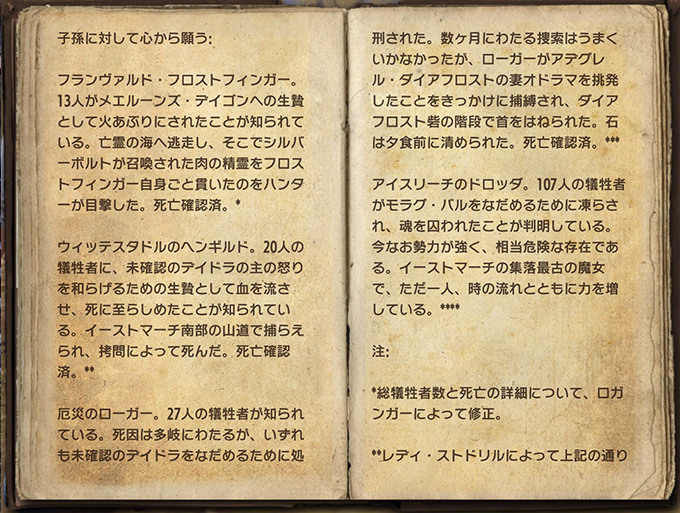 子孫に対して心から願う:
フランヴァルド・フロストフィンガー。
13人がメエルーンズ・デイゴンへの生贄
として火あぶりにされたことが知られて
いる。亡霊の海へ逃走し、そこでシルバ
ーボルトが召喚された肉の精霊をフロス
トフィンガー自身ごと貫いたのをハンタ
ーが目撃した。死亡確認済。*
ウィッテスタドルのヘンギルド。20人の
犠牲者に、未確認のデイドラの主の怒り
を和らげるための生贄として血を流さ
せ、死に至らしめたことが知られてい
る。イーストマーチ南部の山道で捕らえ
られ、拷問によって死んだ。死亡確認
済。**
厄災のローガー。27人の犠牲者が知られ
ている。死因は多岐にわたるが、いずれ
も未確認のデイドラをなだめるために処
刑された。数ヶ月にわたる捜索はうまく
いかなかったが、ローガーがアデグレ
ル・ダイアフロストの妻オドラマを挑発
したことをきっかけに捕縛され、ダイア
フロスト砦の階段で首をはねられた。石
は夕食前に清められた。死亡確認済。***
アイスリーチのドロッダ。107人の犠牲者
がモラグ・バルをなだめるために凍らさ
れ、魂を囚われたことが判明している。
今なお勢力が強く、相当危険な存在であ
る。イーストマーチの集落最古の魔女
で、ただ一人、時の流れとともに力を増
している。****
注:
*総犠牲者数と死亡の詳細について、ロガ
ンガーによって修正。
**レディ・ストドリルによって上記の通り